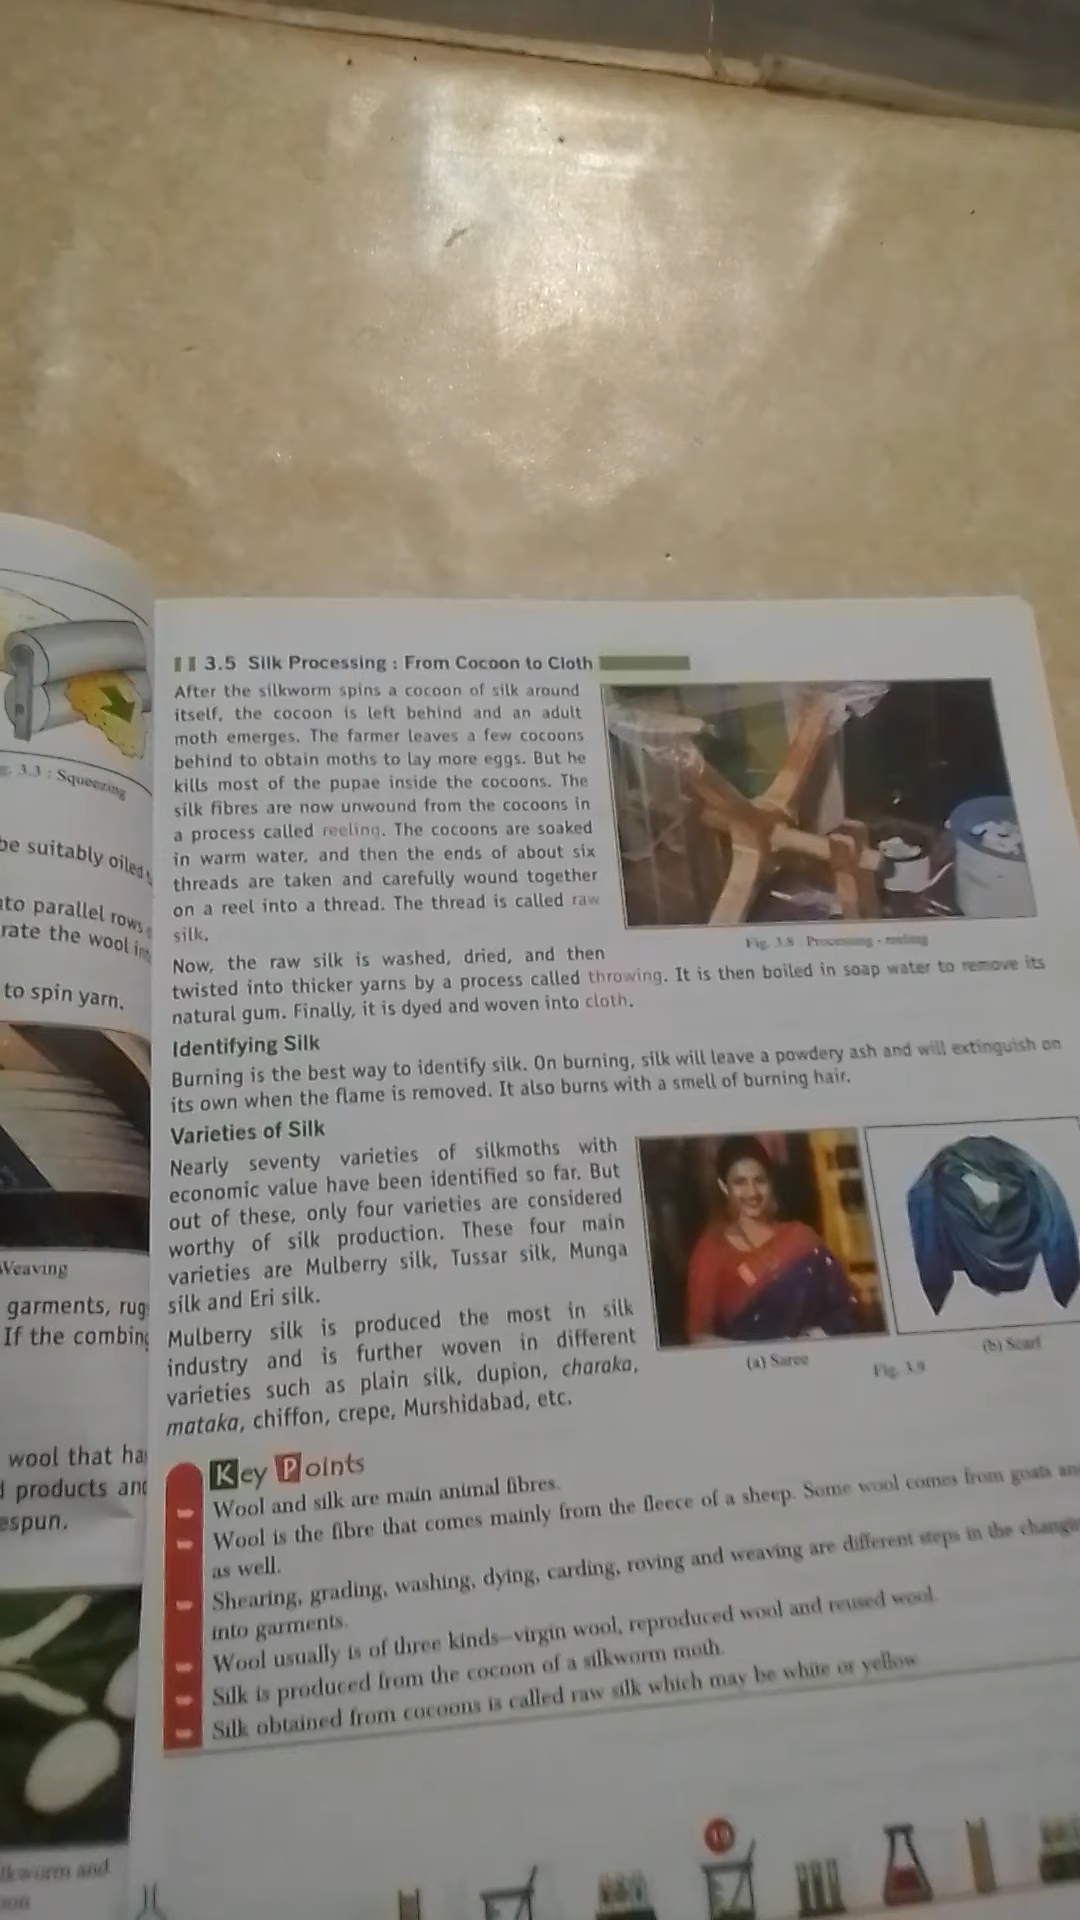 g. 3.3 : Squeezing
be suitably oiled
to parallel rows
rate the wool
to spin yarn.
Weaving
garments, rug
If the combing
wool that has
products and
espun.
lkworm and
3.5 Silk Processing : From Cocoon to Cloth
After the silkworm spins a cocoon of silk around
itself, the cocoon is left behind and an adult
moth emerges. The farmer leaves a few cocoons
behind to obtain moths to lay more eggs. But he
kills most of the pupae inside the cocoons. The
silk fibres are now unwound from the cocoons in
a process called reeling. The cocoons are soaked
in warm water, and then the ends of about six
threads are taken and carefully wound together
on a reel into a thread. The thread is called raw
silk.
Fig. 3.8 : Processing - reeling
Now, the raw silk is washed, dried, and then
twisted into thicker yarns by a process called throwing. It is then boiled in soap water to remove its
natural gum. Finally, it is dyed and woven into cloth.
Identifying Silk
Burning is the best way to identify silk. On burning, silk will leave a powdery ash and will extinguish on
its own when the flame is removed. It also burns with a smell of burning hair.
Varieties of Silk
Nearly seventy varieties of silkmoths with
economic value have been identified so far. But
out of these, only four varieties are considered
worthy of silk production. These four main
varieties are Mulberry silk, Tussar silk, Munga
silk and Eri silk.
Mulberry silk is produced the most in silk
industry and is further woven in different
varieties such as plain silk, dupion, charaka,
mataka, chiffon, crepe, Murshidabad, etc.
(a) Saree
Fig. 3.9
(b) Scarf
Key Points
Wool and silk are main animal fibres.
Wool is the fibre that comes mainly from the fleece of a sheep. Some wool comes from goats an
as well.
Shearing, grading, washing, dying, carding, roving and weaving are different steps in the changi
into garments.
Wool usually is of three kinds–virgin wool, reproduced wool and reused wool.
Silk is produced from the cocoon of a silkworm moth.
Silk obtained from cocoons is called raw silk which may be white or yellow.